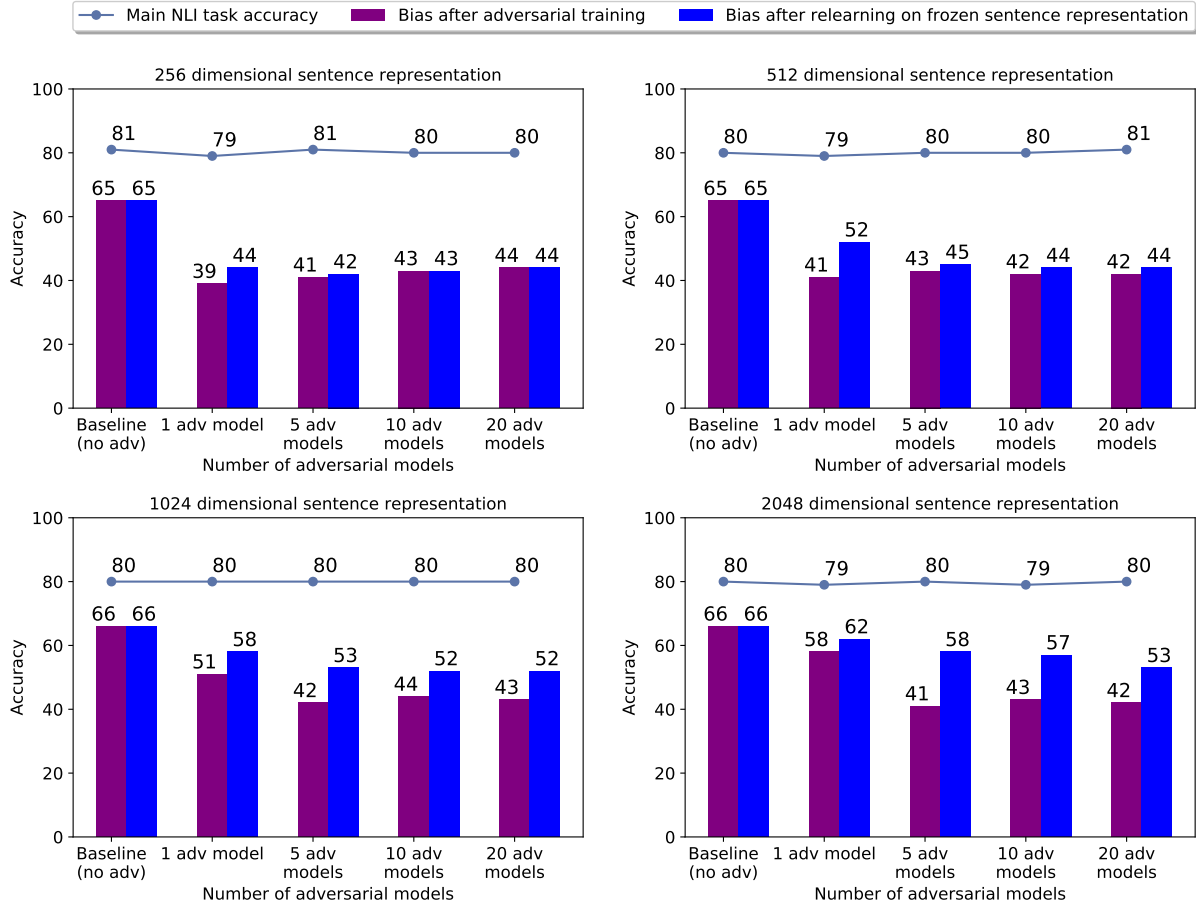 Main NLI task accuracy Bias after adversarial training Bias after relearning on frozen sentence representation
256 dimensional sentence representation
100
80
60
40
20
0
Accuracy
81 79 81 80 80
65 65 39 44 41 42 43 43 44 44
Baseline (no adv)
1 adv model
5 adv models
10 adv models
20 adv models
Number of adversarial models
512 dimensional sentence representation
100
80
60
40
20
0
Accuracy
80 79 80 80 81
65 65 41 52 43 45 42 44 42 44
Baseline (no adv)
1 adv model
5 adv models
10 adv models
20 adv models
Number of adversarial models
1024 dimensional sentence representation
100
80
60
40
20
0
Accuracy
80 80 80 80 80
66 66 51 58 42 53 44 52 43 52
Baseline (no adv)
1 adv model
5 adv models
10 adv models
20 adv models
Number of adversarial models
2048 dimensional sentence representation
100
80
60
40
20
0
Accuracy
80 79 80 79 80
66 66 58 62 41 58 43 57 42 53
Baseline (no adv)
1 adv model
5 adv models
10 adv models
20 adv models
Number of adversarial models